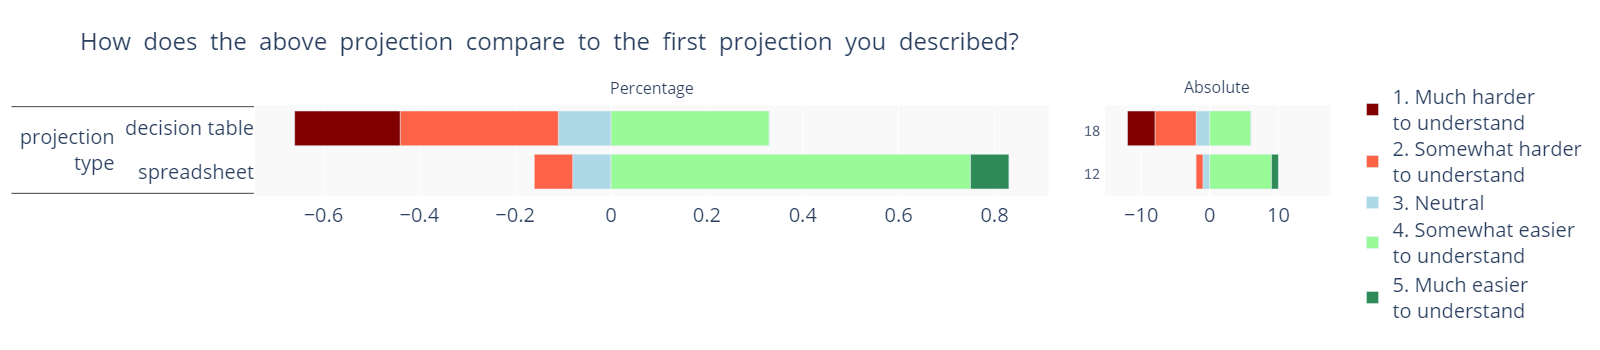 How does the above projection compare to the first projection you described?
Percentage
Absolute
projection
type
decision table
spreadsheet
18
12
−0.6
−0.4
−0.2
0
0.2
0.4
0.6
0.8
−10
0
10
1. Much harder
to understand
2. Somewhat harder
to understand
3. Neutral
4. Somewhat easier
to understand
5. Much easier
to understand